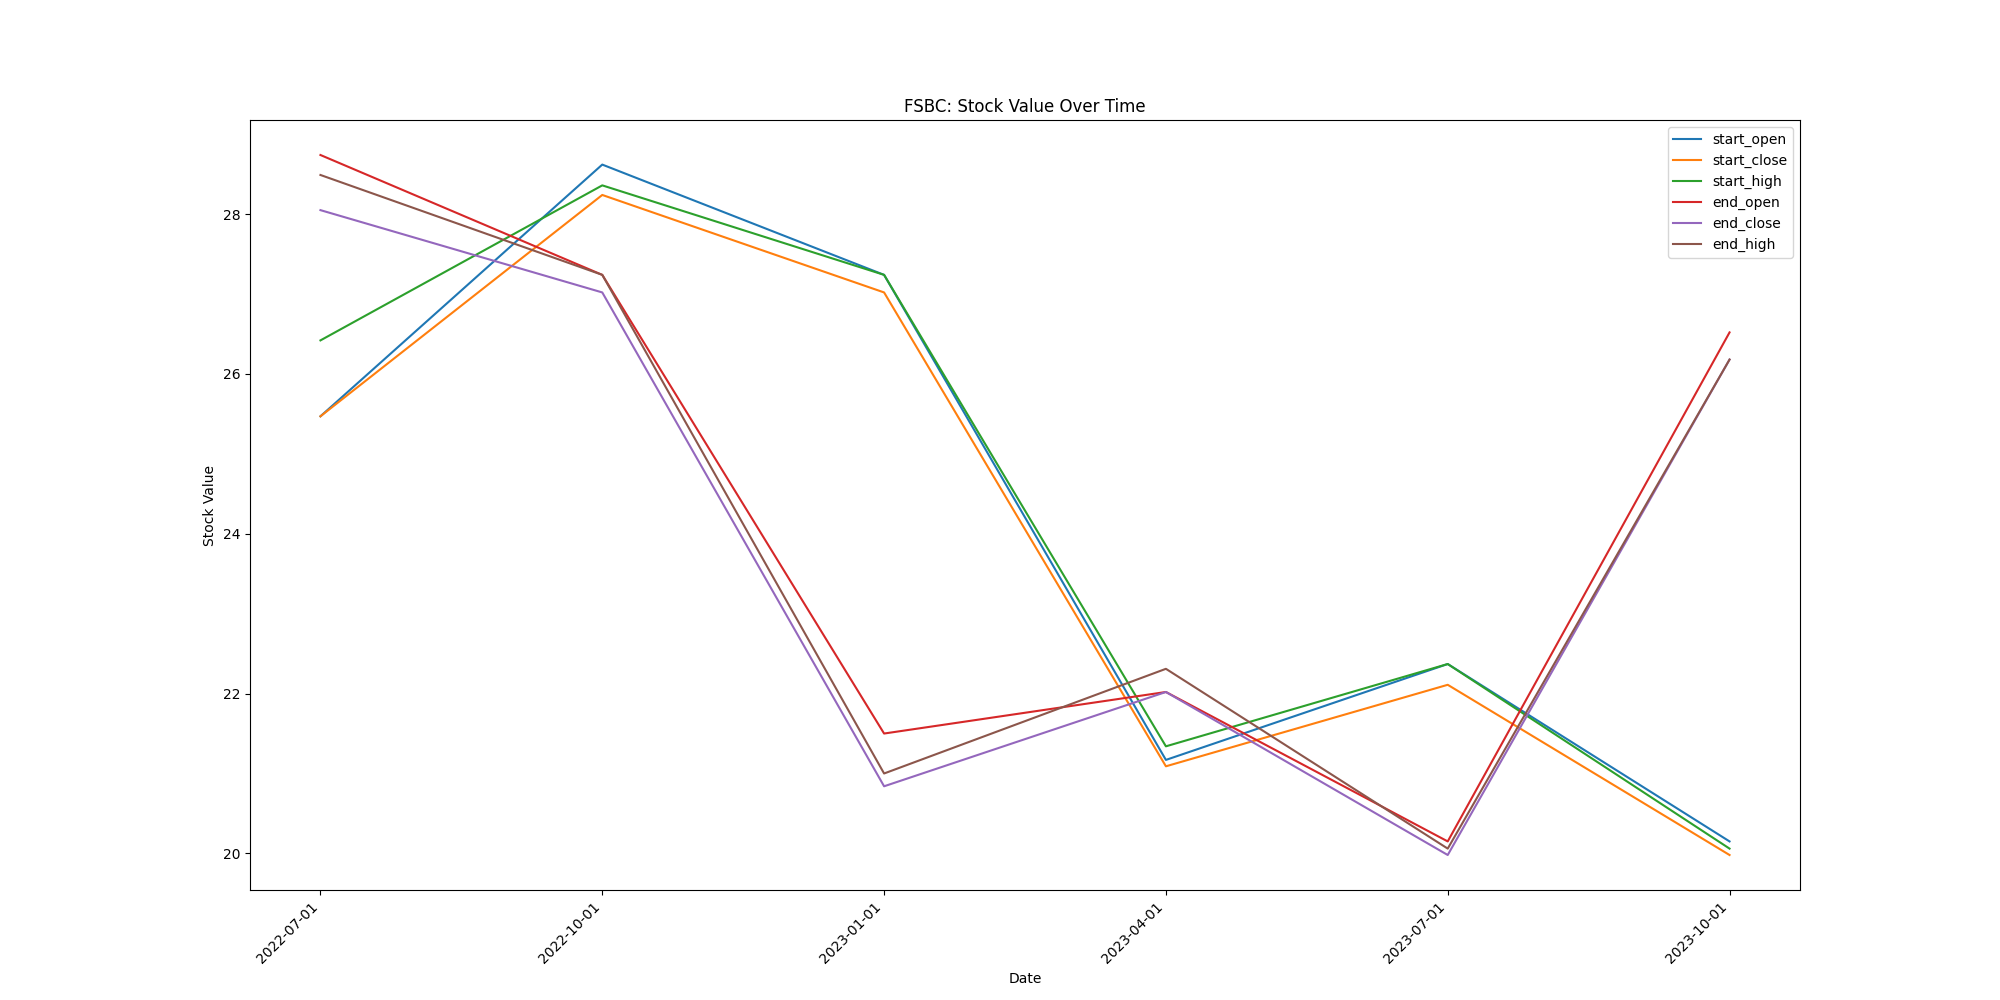 FSBC: Stock Value Over Time
start_open
start_close
start_high
end_open
end_close
end_high
Stock Value
28
26
24
22
20
2022-07-01
2022-10-01
2023-01-01
2023-04-01
2023-07-01
2023-10-01
Date